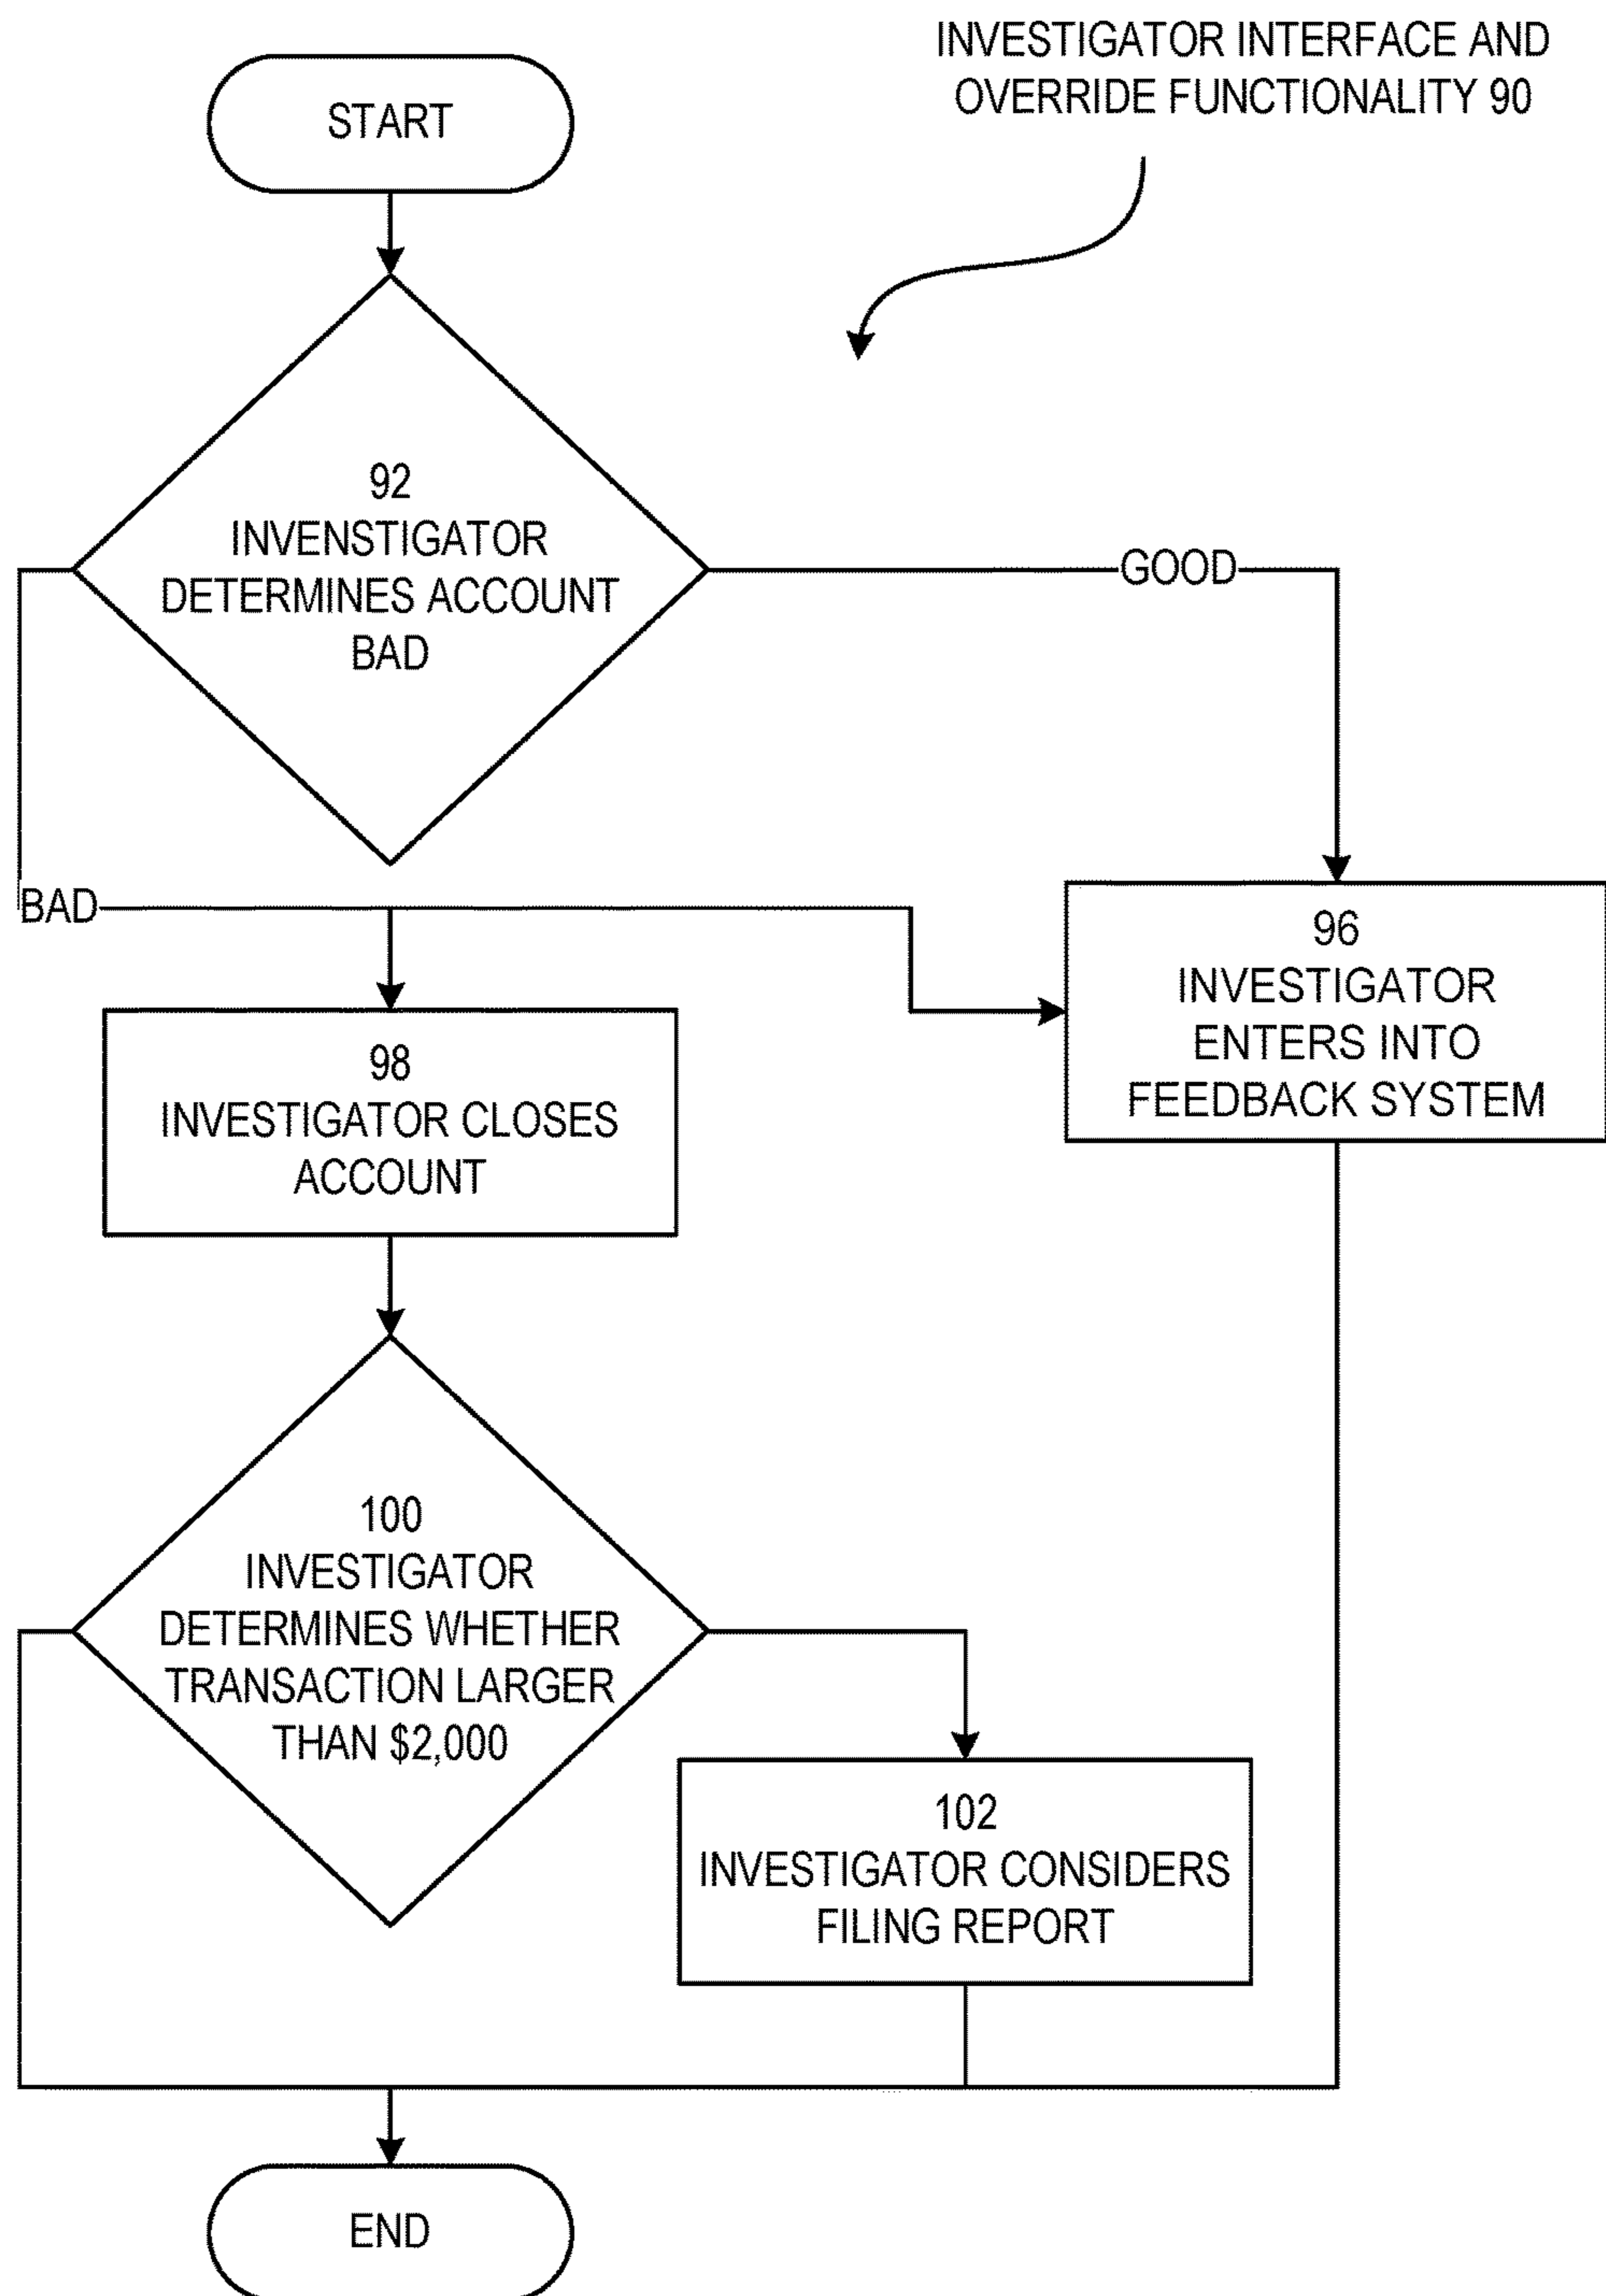 INVESTIGATOR INTERFACE AND
OVERRIDE FUNCTIONALITY 90
START
92
INVENSTIGATOR
DETERMINES ACCOUNT
BAD
GOOD
BAD
96
INVESTIGATOR
ENTERS INTO
FEEDBACK SYSTEM
98
INVESTIGATOR CLOSES
ACCOUNT
100
INVESTIGATOR
DETERMINES WHETHER
TRANSACTION LARGER
THAN $2,000
102
INVESTIGATOR CONSIDERS
FILING REPORT
END